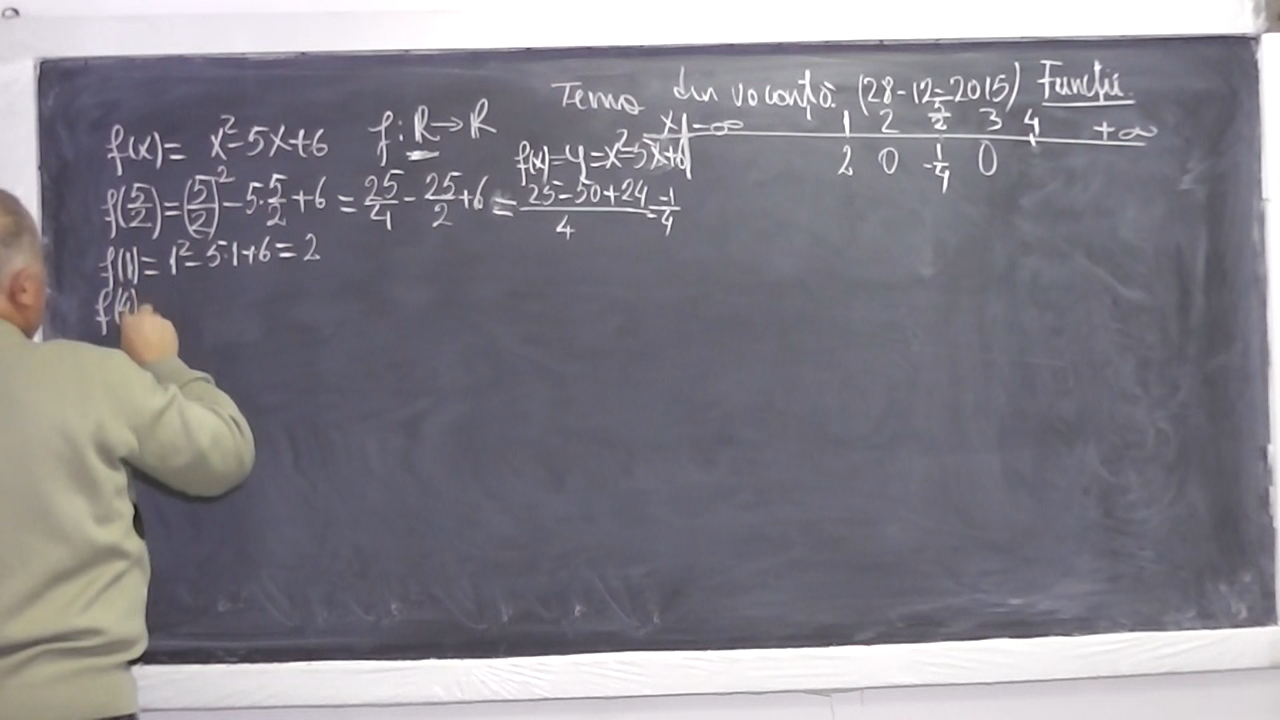 Tema din vacanță (28-12-2015) Funcții.
f(x) = x²-5x+6 f: R→R
x -∞ 1 2 5/2 3 4 +∞
f(x)=y=x²-5x+6 2 0 -1/4 0
f(5/2)=(5/2)²-5·5/2+6=25/4-25/2+6=(25-50+24)/4=-1/4
f(1)=1²-5·1+6=2
f(4)